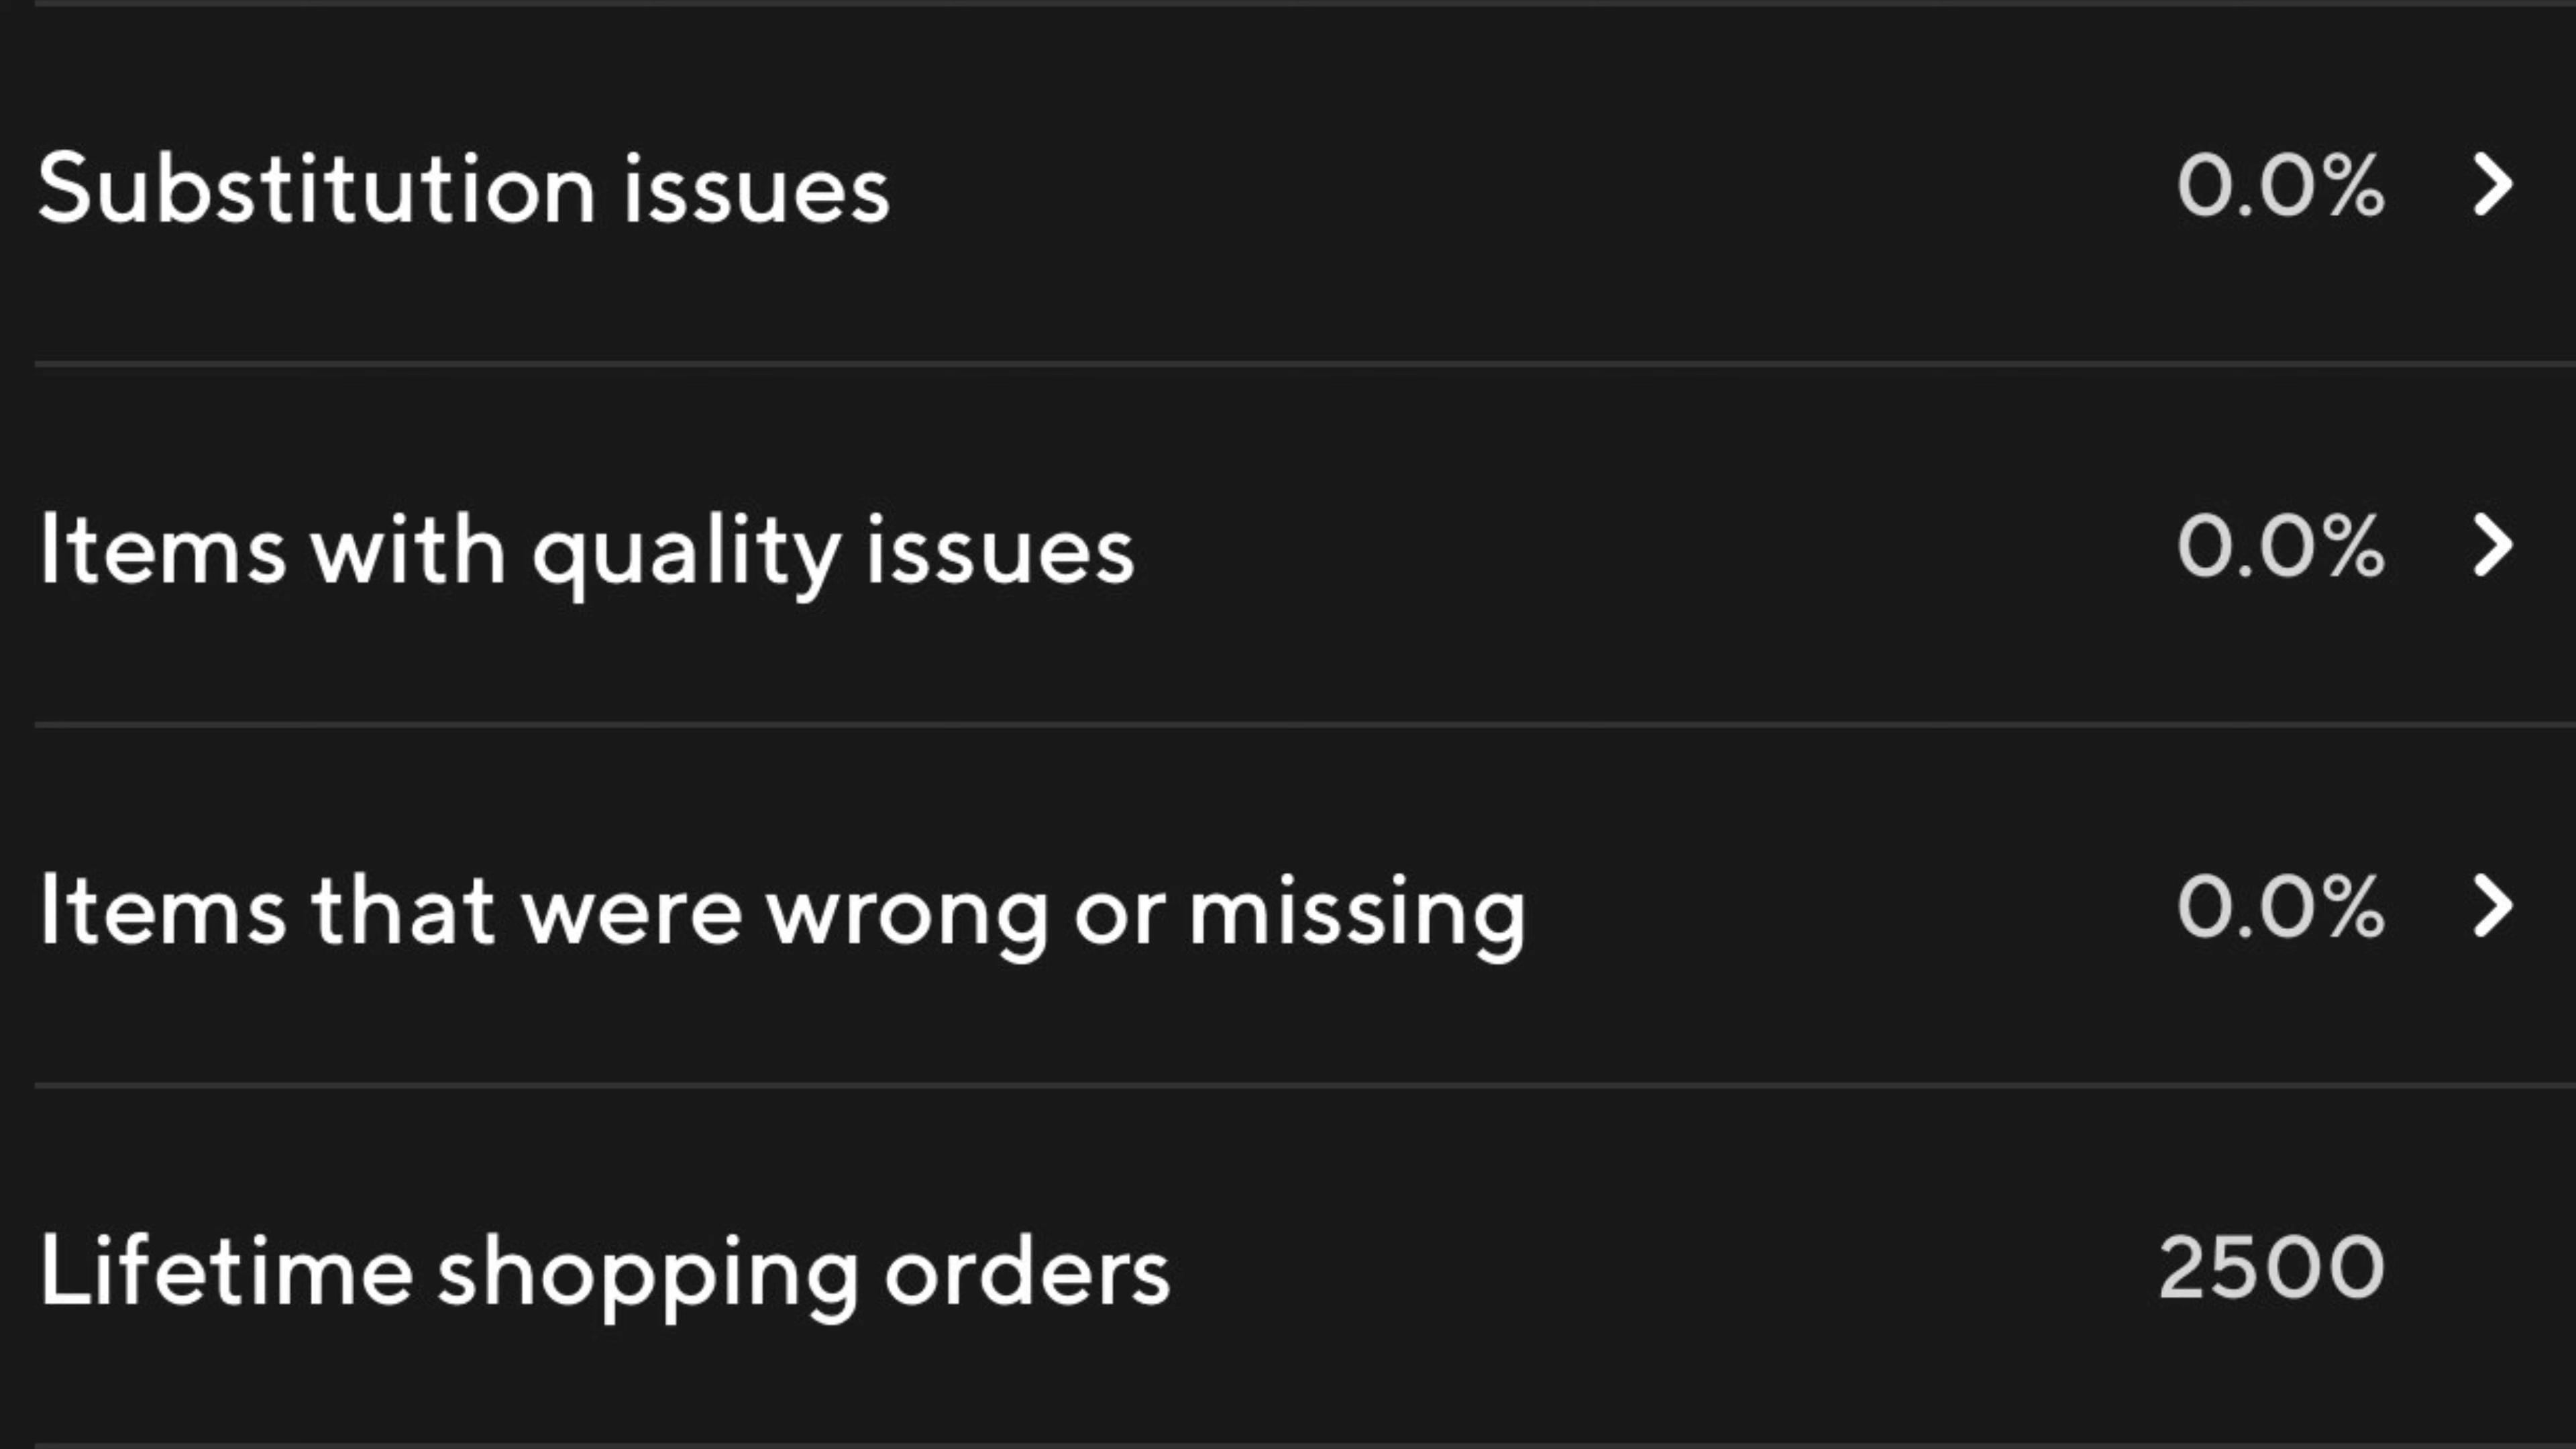 Substitution issues 0.0%
Items with quality issues 0.0%
Items that were wrong or missing 0.0%
Lifetime shopping orders 2500